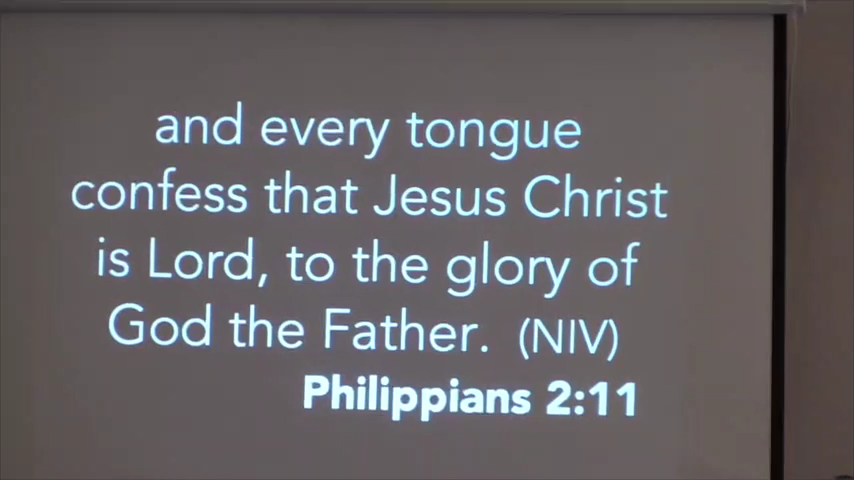 and every tongue
confess that Jesus Christ
is Lord, to the glory of
God the Father. (NIV)
Philippians 2:11